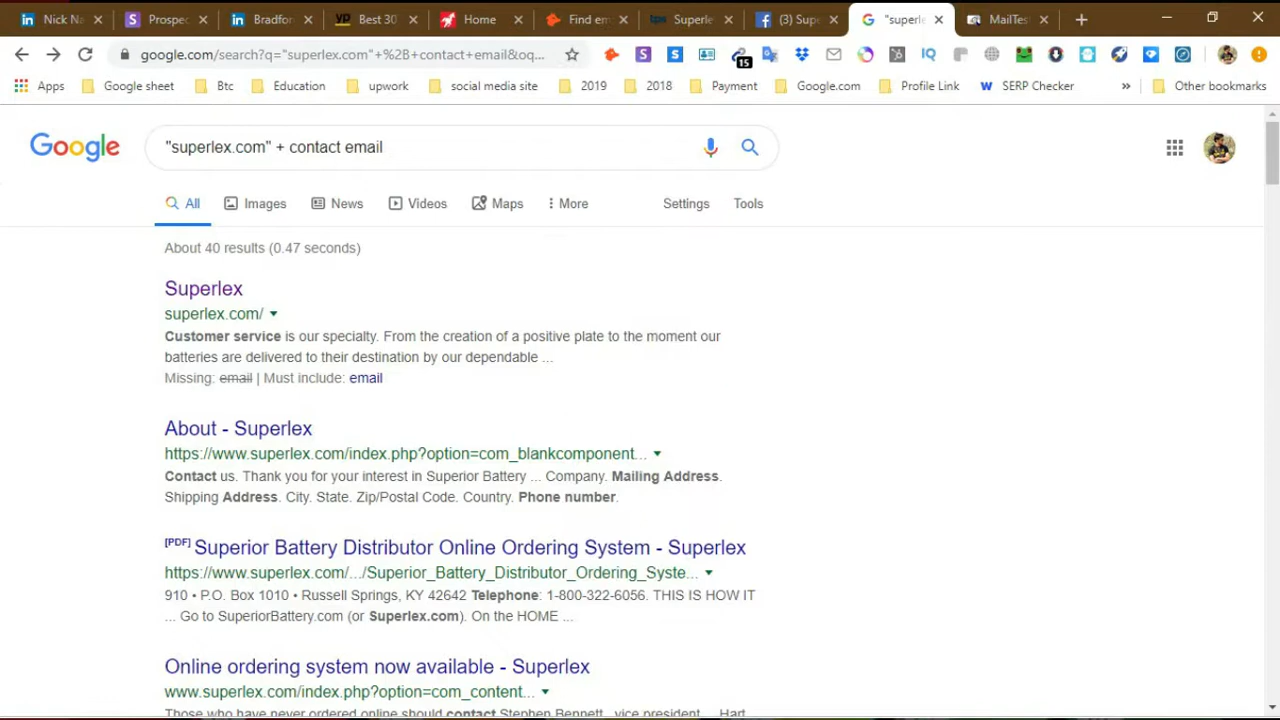 Nick Na
Prospec
Bradfor
Best 30
Home
Find em
Superle
(3) Supe
"superle
MailTes
google.com/search?q="superlex.com"+%2B+contact+email&oq...
15
Apps
Google sheet
Btc
Education
upwork
social media site
2019
2018
Payment
Google.com
Profile Link
SERP Checker
»
Other bookmarks
Google
"superlex.com" + contact email
All
Images
News
Videos
Maps
More
Settings
Tools
About 40 results (0.47 seconds)
Superlex
superlex.com/
Customer service is our specialty. From the creation of a positive plate to the moment our
batteries are delivered to their destination by our dependable ...
Missing: email | Must include: email
About - Superlex
https://www.superlex.com/index.php?option=com_blankcomponent...
Contact us. Thank you for your interest in Superior Battery ... Company. Mailing Address.
Shipping Address. City. State. Zip/Postal Code. Country. Phone number.
[PDF] Superior Battery Distributor Online Ordering System - Superlex
https://www.superlex.com/.../Superior_Battery_Distributor_Ordering_Syste...
910 • P.O. Box 1010 • Russell Springs, KY 42642 Telephone: 1-800-322-6056. THIS IS HOW IT
... Go to SuperiorBattery.com (or Superlex.com). On the HOME ...
Online ordering system now available - Superlex
www.superlex.com/index.php?option=com_content...
Those who have never ordered online should contact Stephen Bennett, vice president ... Hart